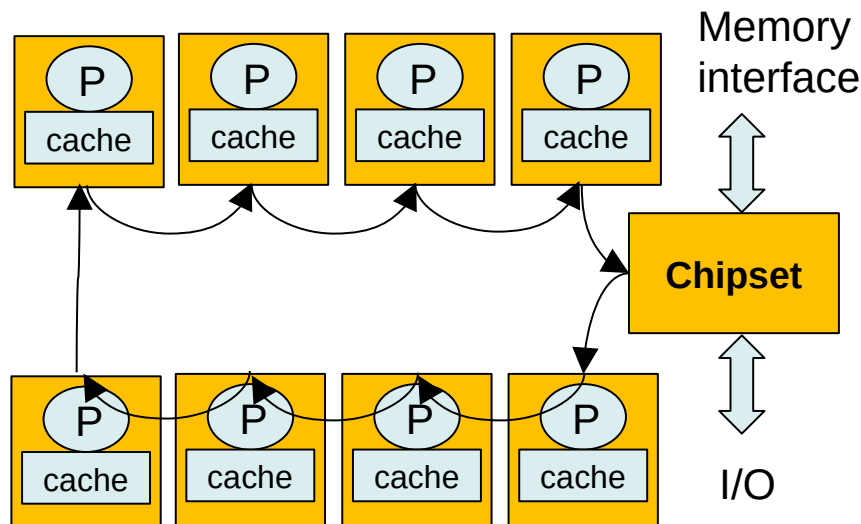 Memory
interface
P
P
P
P
cache
cache
cache
cache
Chipset
P
P
P
P
cache
cache
cache
cache
I/O